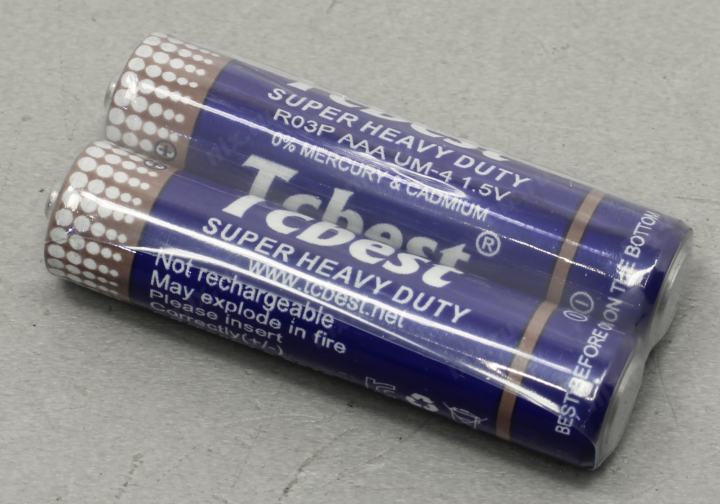 Tcbest
SUPER HEAVY DUTY
R03P AAA UM-4 1.5V
0% MERCURY & CADMIUM
ON THE BOTTOM
Tcbest®
SUPER HEAVY DUTY
www.tcbest.net
Not rechargeable
May explode in fire
Please insert
Correctly(+/-)
BEST BEFORE